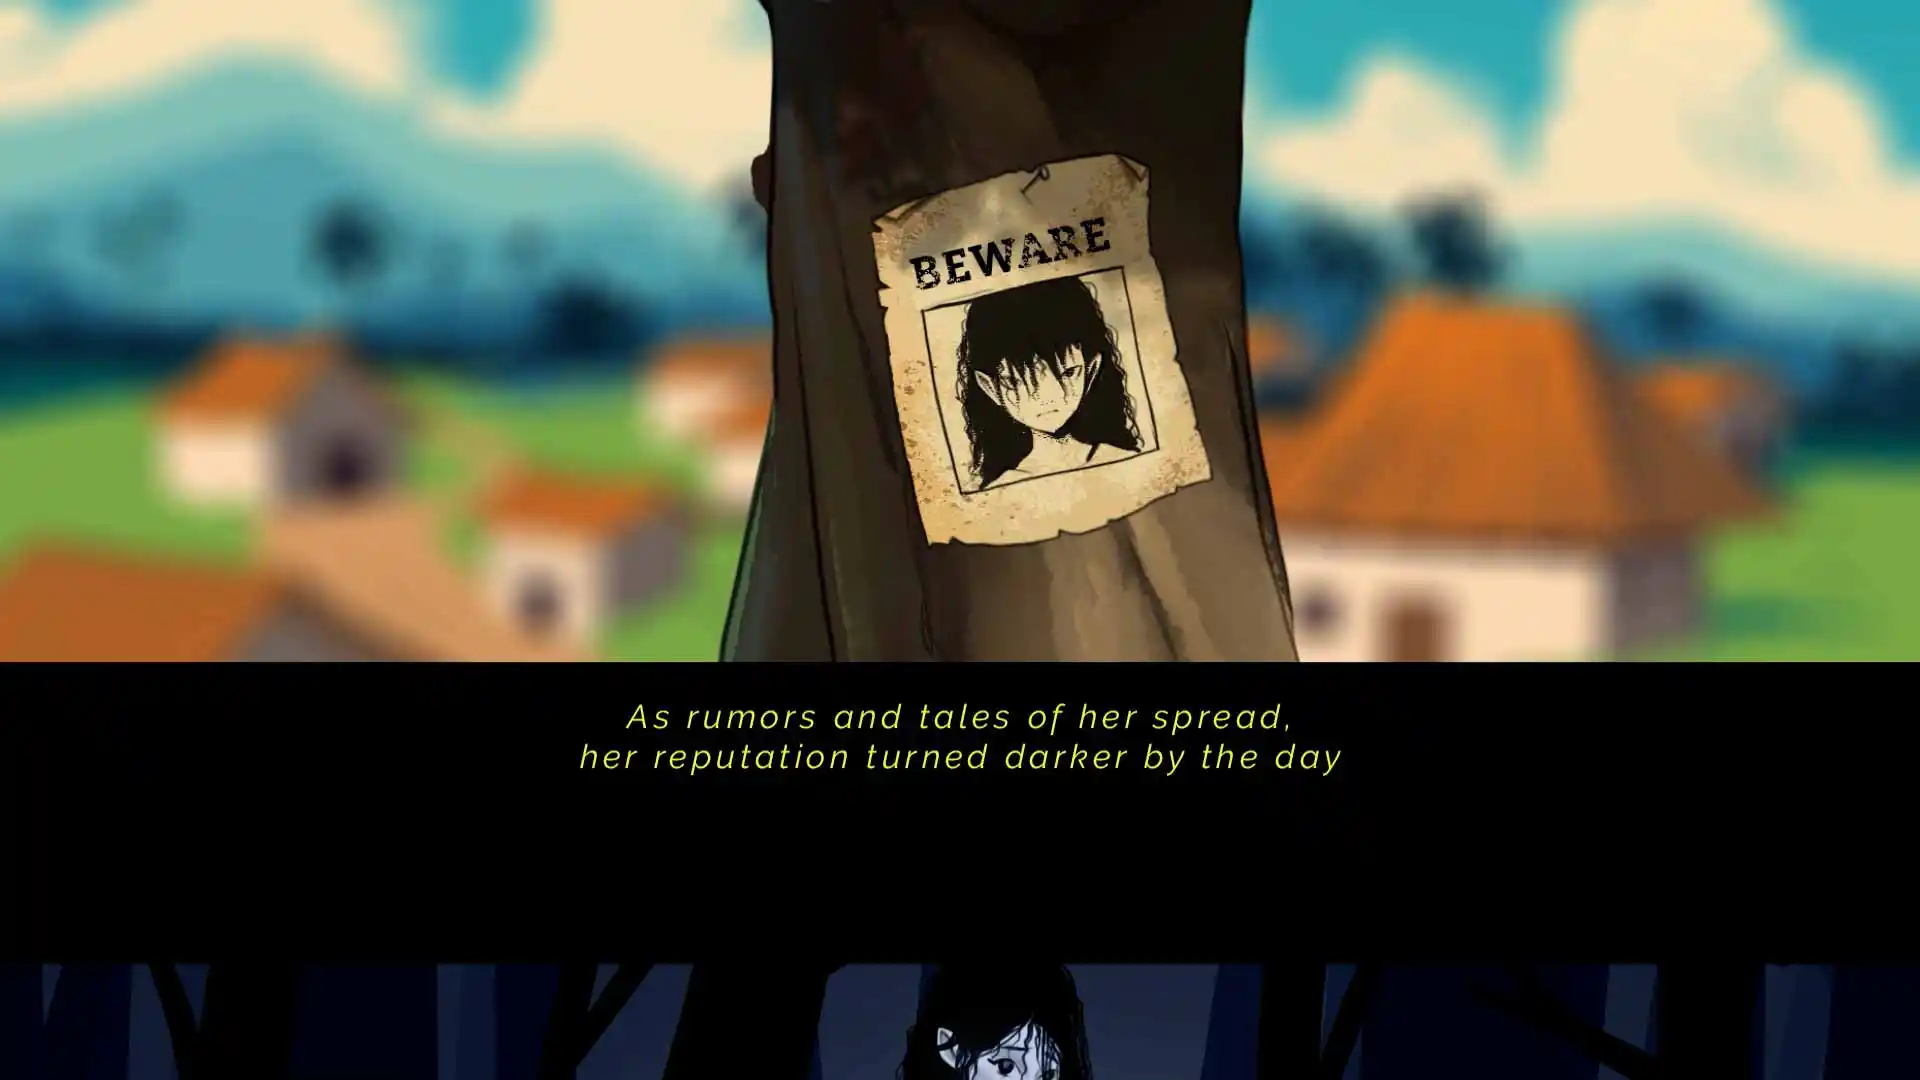 BEWARE
As rumors and tales of her spread,
her reputation turned darker by the day